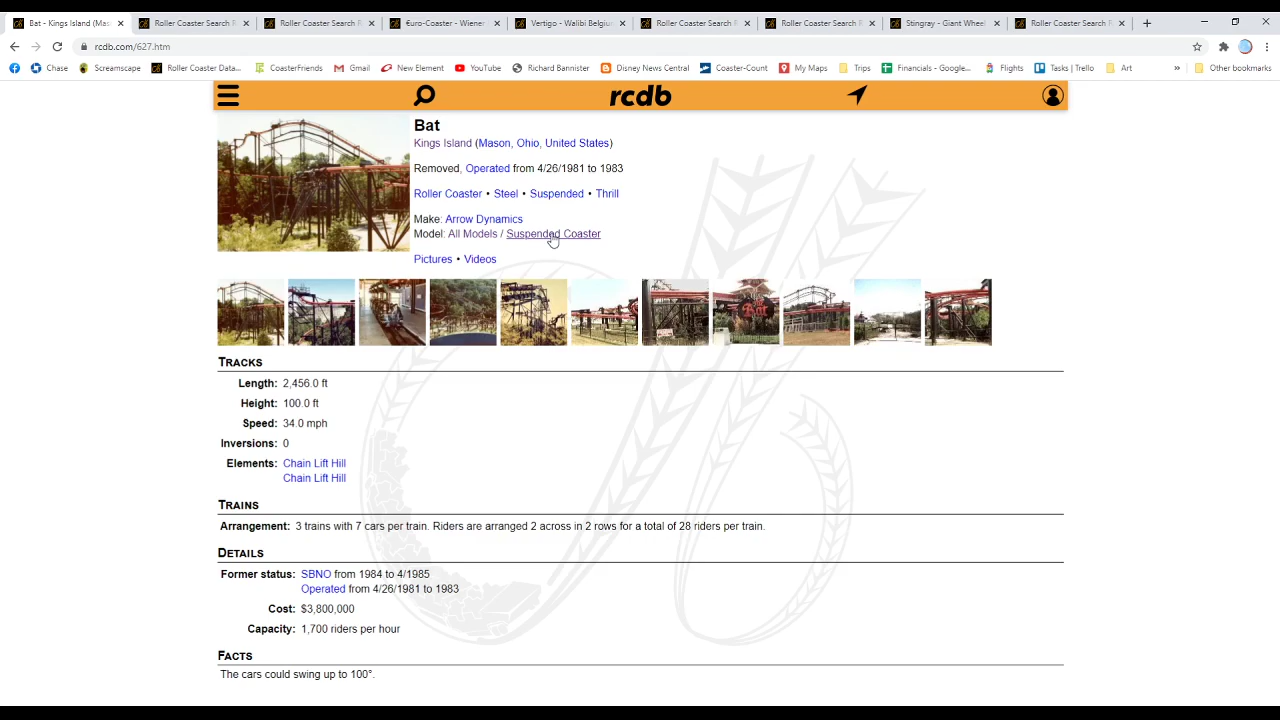 Bat - Kings Island (Mas
Roller Coaster Search R
Roller Coaster Search R
€uro-Coaster - Wiener
Vertigo - Walibi Belgiu
Roller Coaster Search R
Roller Coaster Search R
Stingray - Giant Wheel
Roller Coaster Search R
rcdb.com/627.htm
Chase
Screamscape
Roller Coaster Data...
CoasterFriends
Gmail
New Element
YouTube
Richard Bannister
Disney News Central
Coaster-Count
My Maps
Trips
Financials - Google...
Flights
Tasks | Trello
Art
»
Other bookmarks
rcdb
Bat
Kings Island (Mason, Ohio, United States)
Removed, Operated from 4/26/1981 to 1983
Roller Coaster • Steel • Suspended • Thrill
Make: Arrow Dynamics
Model: All Models / Suspended Coaster
Pictures • Videos
Bat
TRACKS
Length: 2,456.0 ft
Height: 100.0 ft
Speed: 34.0 mph
Inversions: 0
Elements: Chain Lift Hill
Chain Lift Hill
TRAINS
Arrangement: 3 trains with 7 cars per train. Riders are arranged 2 across in 2 rows for a total of 28 riders per train.
DETAILS
Former status: SBNO from 1984 to 4/1985
Operated from 4/26/1981 to 1983
Cost: $3,800,000
Capacity: 1,700 riders per hour
FACTS
The cars could swing up to 100°.